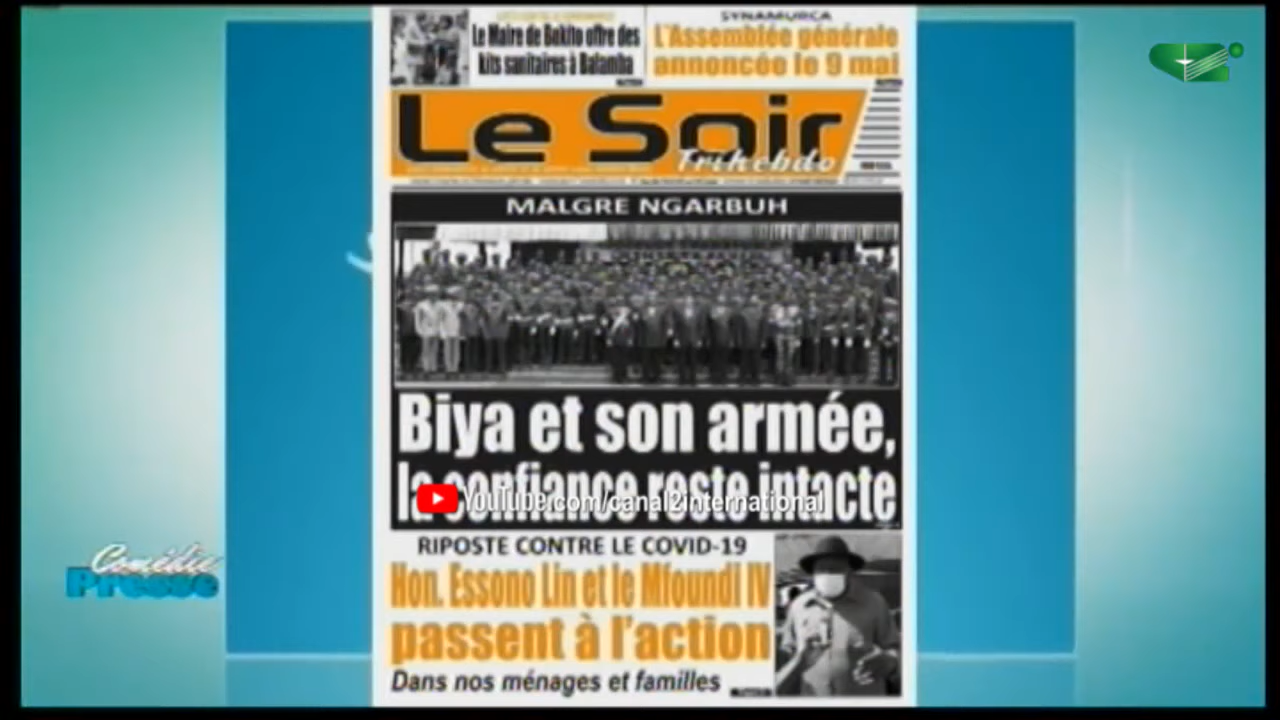 Le Maire de Bokito offre des
kits sanitaires à Balamba
SYNAMURCA
L'Assemblée générale
annoncée le 9 mai
Le Soir
Trihebdo
MALGRE NGARBUH
Biya et son armée,
la confiance reste intacte
YouTube.com/canal2international
RIPOSTE CONTRE LE COVID-19
Hon. Essono Lin et le Mfoundi IV
passent à l'action
Dans nos ménages et familles
Comédie
Presse